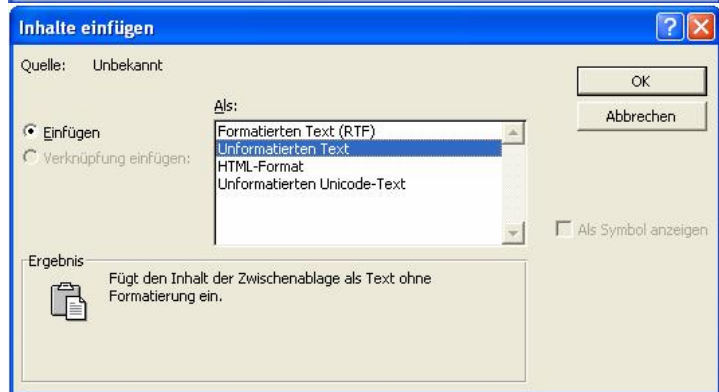 Inhalte einfügen
Quelle: Unbekannt
OK
Abbrechen
Als:
Einfügen
Verknüpfung einfügen:
Formatierten Text (RTF)
Unformatierten Text
HTML-Format
Unformatierten Unicode-Text
Als Symbol anzeigen
Ergebnis
Fügt den Inhalt der Zwischenablage als Text ohne
Formatierung ein.